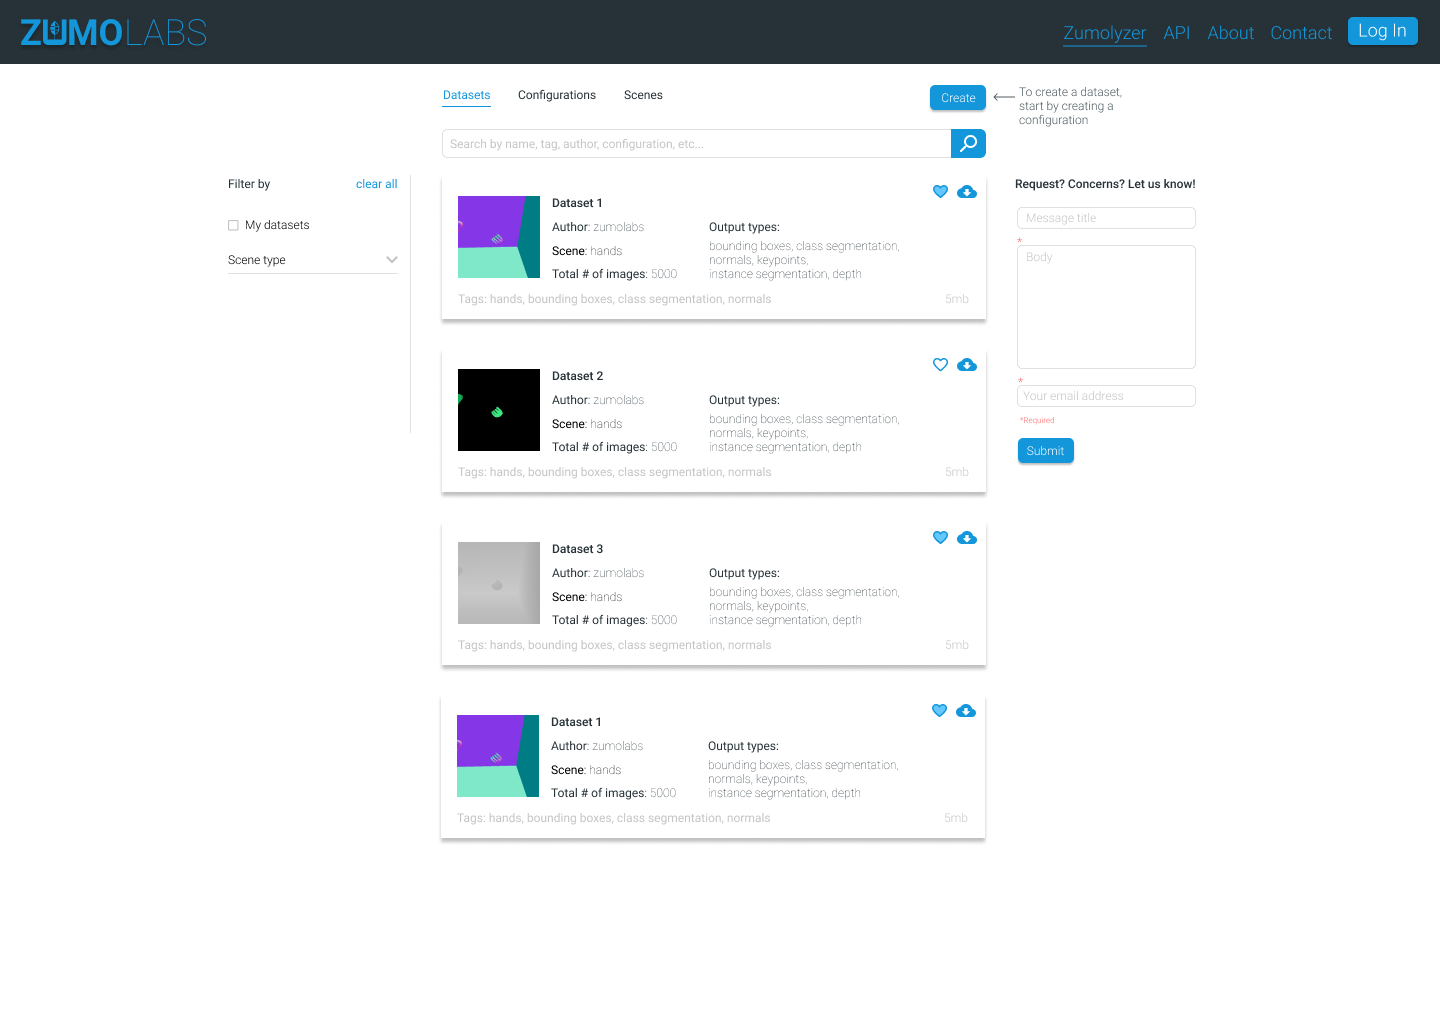 ZUMOLABS
Zumolyzer API About Contact Log In
Datasets Configurations Scenes
Create
To create a dataset,
start by creating a
configuration
Search by name, tag, author, configuration, etc...
Filter by clear all
My datasets
Scene type
Dataset 1
Author: zumolabs
Scene: hands
Total # of images: 5000
Output types:
bounding boxes, class segmentation,
normals, keypoints,
instance segmentation, depth
Tags: hands, bounding boxes, class segmentation, normals
5mb
Dataset 2
Author: zumolabs
Scene: hands
Total # of images: 5000
Output types:
bounding boxes, class segmentation,
normals, keypoints,
instance segmentation, depth
Tags: hands, bounding boxes, class segmentation, normals
5mb
Dataset 3
Author: zumolabs
Scene: hands
Total # of images: 5000
Output types:
bounding boxes, class segmentation,
normals, keypoints,
instance segmentation, depth
Tags: hands, bounding boxes, class segmentation, normals
5mb
Dataset 1
Author: zumolabs
Scene: hands
Total # of images: 5000
Output types:
bounding boxes, class segmentation,
normals, keypoints,
instance segmentation, depth
Tags: hands, bounding boxes, class segmentation, normals
5mb
Request? Concerns? Let us know!
Message title
*
Body
*
Your email address
*Required
Submit